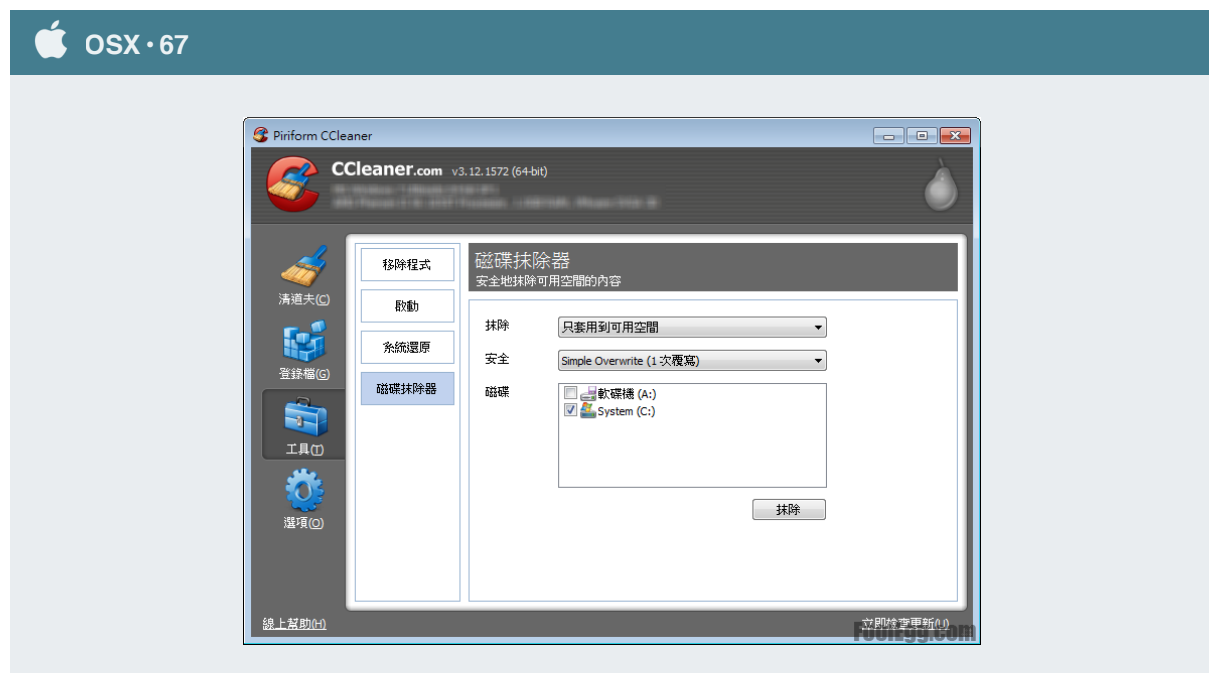 OSX · 67
Piriform CCleaner
CCleaner.com v3.12.1572 (64-bit)
清道夫(C)
登錄檔(G)
工具(T)
選項(O)
移除程式
啟動
系統還原
磁碟抹除器
磁碟抹除器
安全地抹除可用空間的內容
抹除 只套用到可用空間
安全 Simple Overwrite (1 次覆寫)
磁碟 軟碟機 (A:)
System (C:)
抹除
線上幫助(H)
立即檢查更新(U)
FoolEgg.com